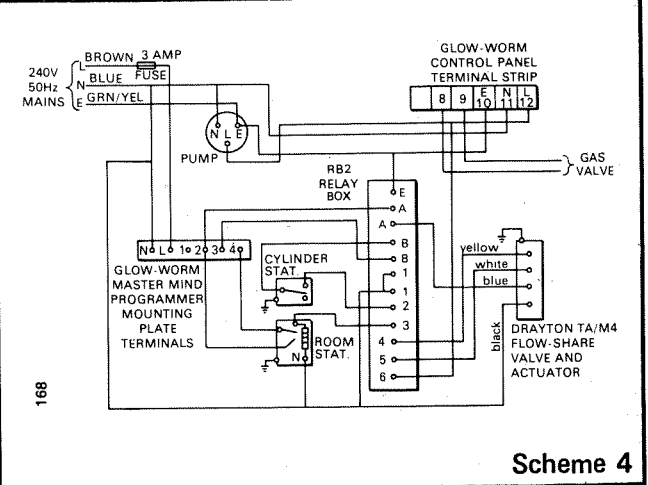 240V
50Hz
MAINS
L
BROWN
3 AMP
FUSE
N
BLUE
E
GRN/YEL
N L E
PUMP
GLOW-WORM
CONTROL PANEL
TERMINAL STRIP
8 9 E 10 N 11 L 12
GAS
VALVE
RB2
RELAY
BOX
E
A
A
B
B
1
1
2
3
4
5
6
N L 1 2 3 4
GLOW-WORM
MASTER MIND
PROGRAMMER
MOUNTING
PLATE
TERMINALS
CYLINDER
STAT.
ROOM
STAT.
N
yellow
white
blue
black
DRAYTON TA/M4
FLOW-SHARE
VALVE AND
ACTUATOR
168
Scheme 4